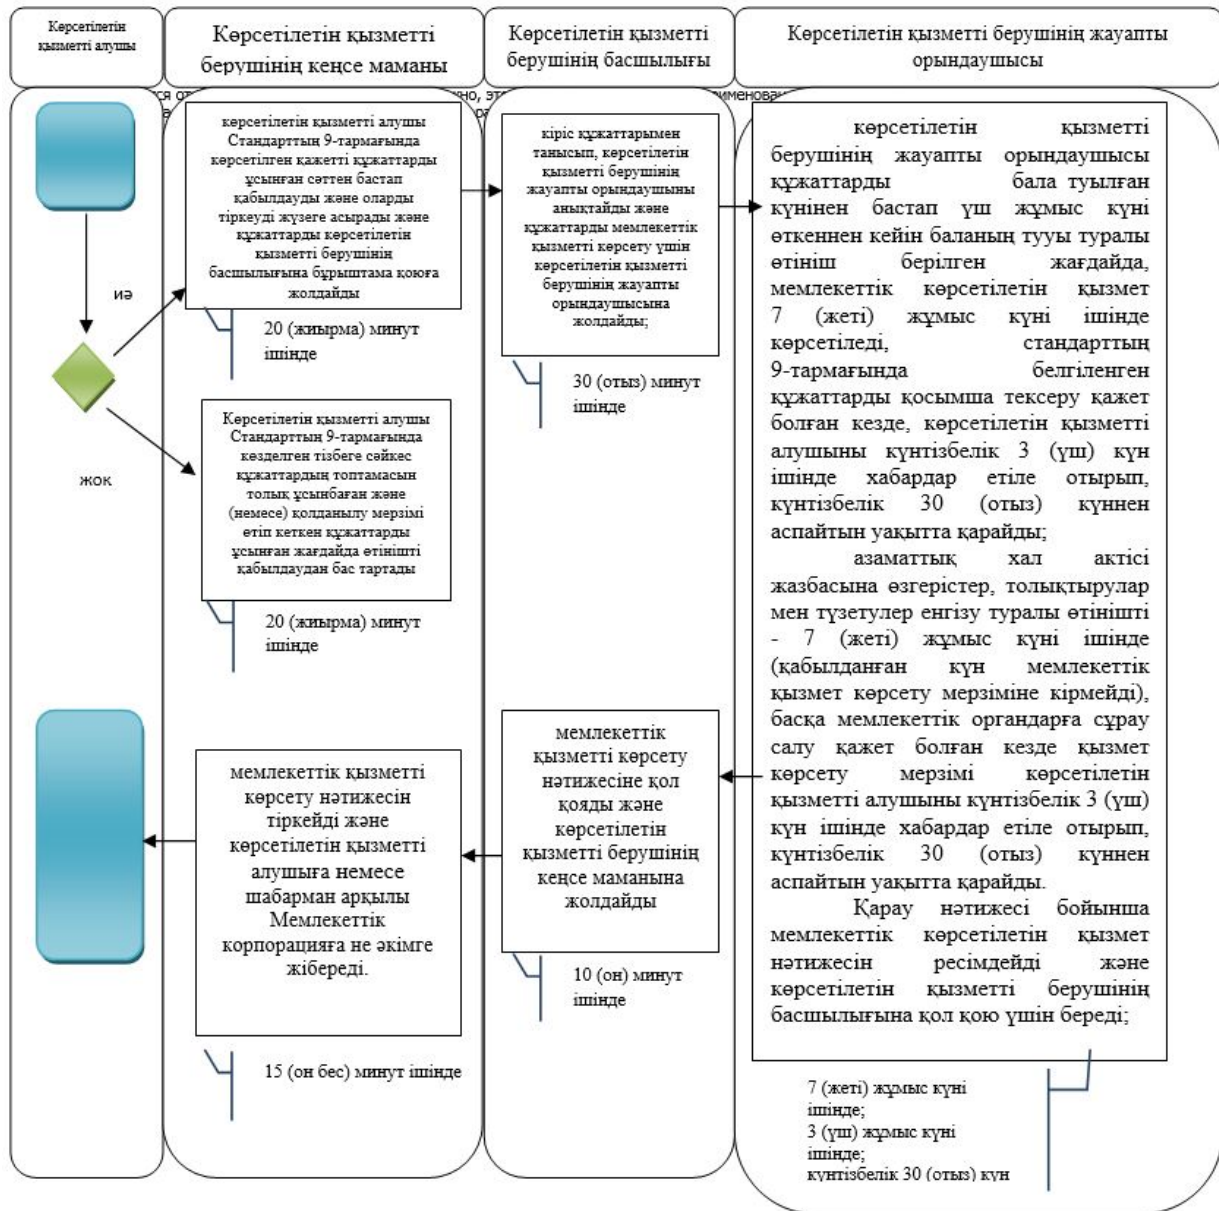 Көрсетілетін
қызметті алушы
Көрсетілетін қызметті
берушінің кеңсе маманы
Көрсетілетін қызметті
берушінің басшылығы
Көрсетілетін қызметті берушінің жауапты
орындаушысы
көрсетілетін қызметті алушы
Стандарттың 9-тармағында
көрсетілген қажетті құжаттарды
ұсынған сәттен бастап
қабылдауды және оларды
тіркеуді жүзеге асырады және
құжаттарды көрсетілетін
қызметті берушінің
басшылығына бұрыштама қоюға
жолдайды
20 (жиырма) минут
ішінде
иә
жок
Көрсетілетін қызметті алушы
Стандарттың 9-тармағында
көзделген тізбеге сәйкес
құжаттардың топтамасын
толық ұсынбаған және
(немесе) қолданылу мерзімі
өтіп кеткен құжаттарды
ұсынған жағдайда өтінішті
қабылдаудан бас тартады
20 (жиырма) минут
ішінде
кіріс құжаттарымен
танысып, көрсетілетін
қызметті берушінің
жауапты орындаушыны
анықтайды және
құжаттарды мемлекеттік
қызметті көрсету үшін
көрсетілетін қызметті
берушінің жауапты
орындаушысына
жолдайды;
30 (отыз) минут
ішінде
көрсетілетін қызметті
берушінің жауапты орындаушысы
құжаттарды бала туылған
күнінен бастап үш жұмыс күні
өткеннен кейін баланың тууы туралы
өтініш берілген жағдайда,
мемлекеттік көрсетілетін қызмет
7 (жеті) жұмыс күні ішінде
көрсетіледі, стандарттың
9-тармағында белгіленген
құжаттарды қосымша тексеру қажет
болған кезде, көрсетілетін қызметті
алушыны күнтізбелік 3 (үш) күн
ішінде хабардар етіле отырып,
күнтізбелік 30 (отыз) күннен
аспайтын уақытта қарайды;
азаматтық хал актісі
жазбасына өзгерістер, толықтырулар
мен түзетулер енгізу туралы өтінішті
- 7 (жеті) жұмыс күні ішінде
(қабылданған күн мемлекеттік
қызмет көрсету мерзіміне кірмейді),
басқа мемлекеттік органдарға сұрау
салу қажет болған кезде қызмет
көрсету мерзімі көрсетілетін
қызметті алушыны күнтізбелік 3 (үш)
күн ішінде хабардар етіле отырып,
күнтізбелік 30 (отыз) күннен
аспайтын уақытта қарайды.
Қарау нәтижесі бойынша
мемлекеттік көрсетілетін қызмет
нәтижесін ресімдейді және
көрсетілетін қызметті берушінің
басшылығына қол қою үшін береді;
7 (жеті) жұмыс күні
ішінде;
3 (үш) жұмыс күні
ішінде;
күнтізбелік 30 (отыз) күн
мемлекеттік
қызметті көрсету
нәтижесіне қол
қояды және
көрсетілетін
қызметті берушінің
кеңсе маманына
жолдайды
10 (он) минут
ішінде
мемлекеттік қызметті
көрсету нәтижесін
тіркейді және
көрсетілетін қызметті
алушыға немесе
шабарман арқылы
Мемлекеттік
корпорацияға не әкімге
жібереді.
15 (он бес) минут ішінде